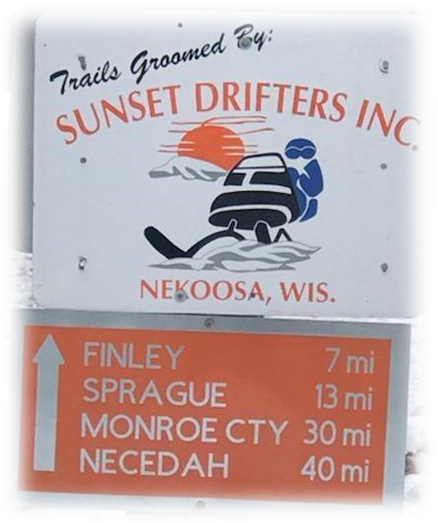 Trails Groomed By:
SUNSET DRIFTERS INC.
NEKOOSA, WIS.
FINLEY 7 mi
SPRAGUE 13 mi
MONROE CTY 30 mi
NECEDAH 40 mi